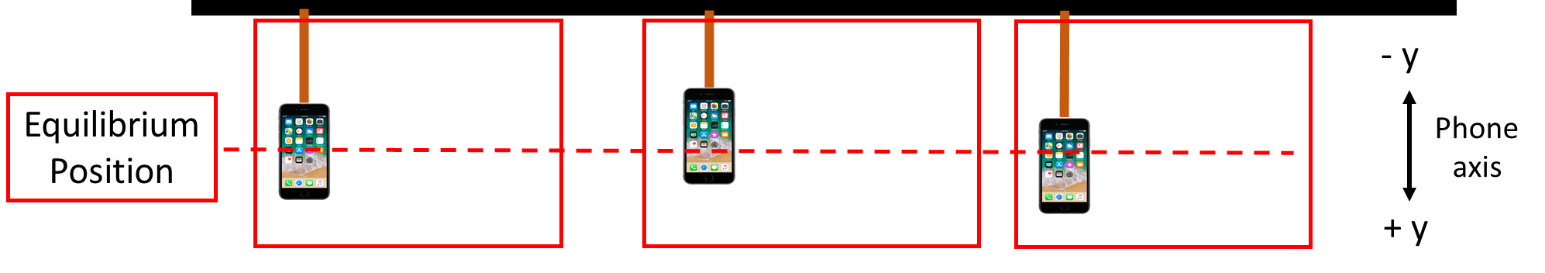 Equilibrium
Position
- y
Phone
axis
+ y